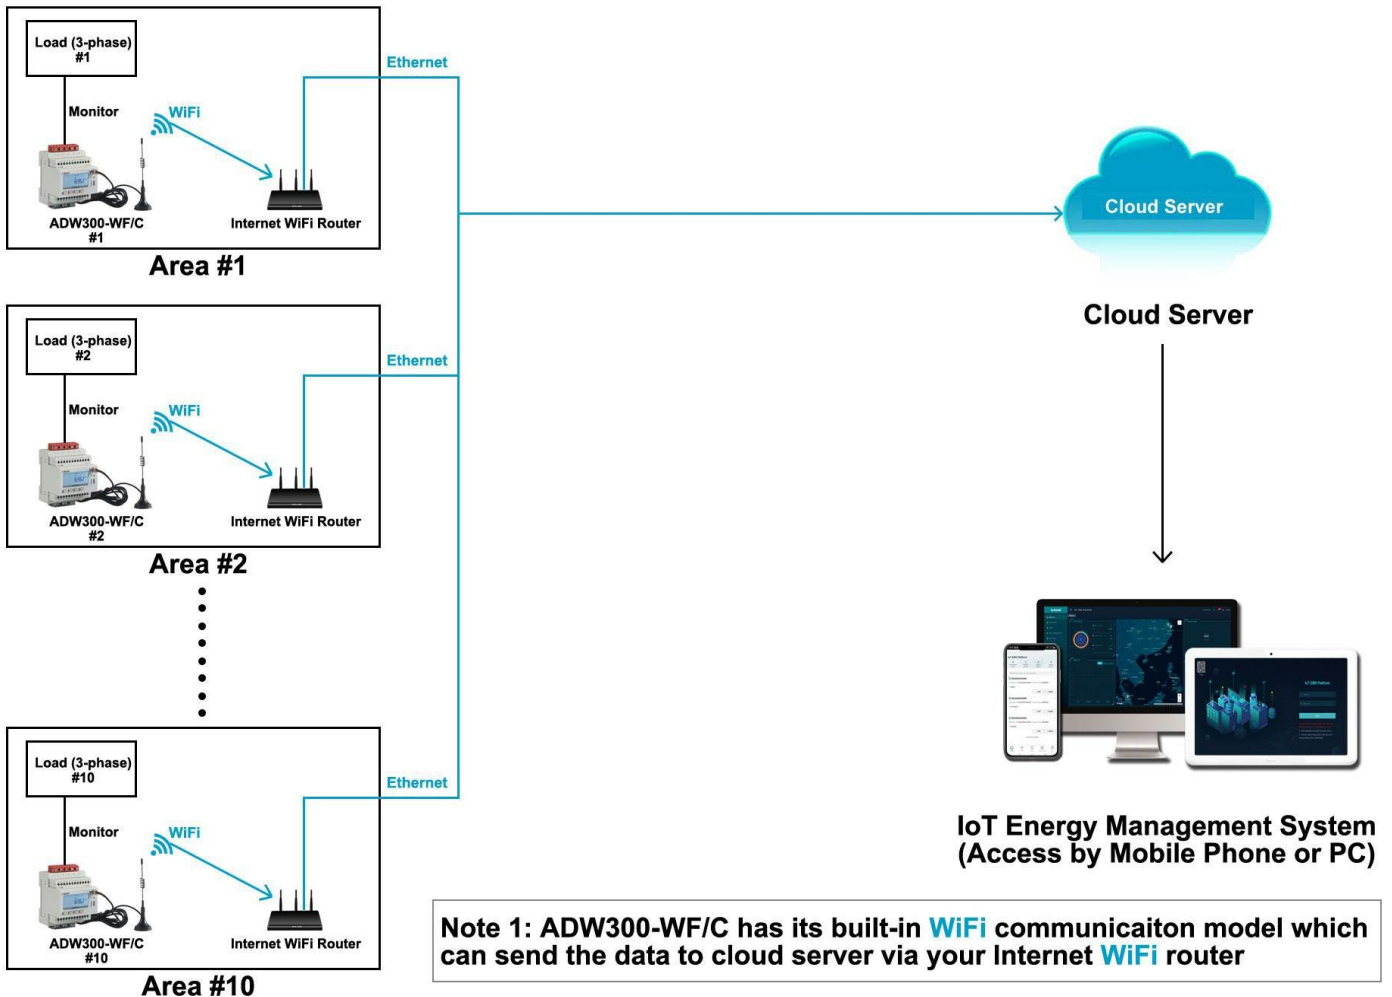 Load (3-phase)
#1
Monitor
WiFi
Ethernet
ADW300-WF/C
#1
Internet WiFi Router
Area #1
Load (3-phase)
#2
Monitor
WiFi
Ethernet
ADW300-WF/C
#2
Internet WiFi Router
Area #2
Load (3-phase)
#10
Monitor
WiFi
Ethernet
ADW300-WF/C
#10
Internet WiFi Router
Area #10
Cloud Server
Cloud Server
IoT EMS Platform
IoT Energy Management System
(Access by Mobile Phone or PC)
Note 1: ADW300-WF/C has its built-in WiFi communicaiton model which
can send the data to cloud server via your Internet WiFi router